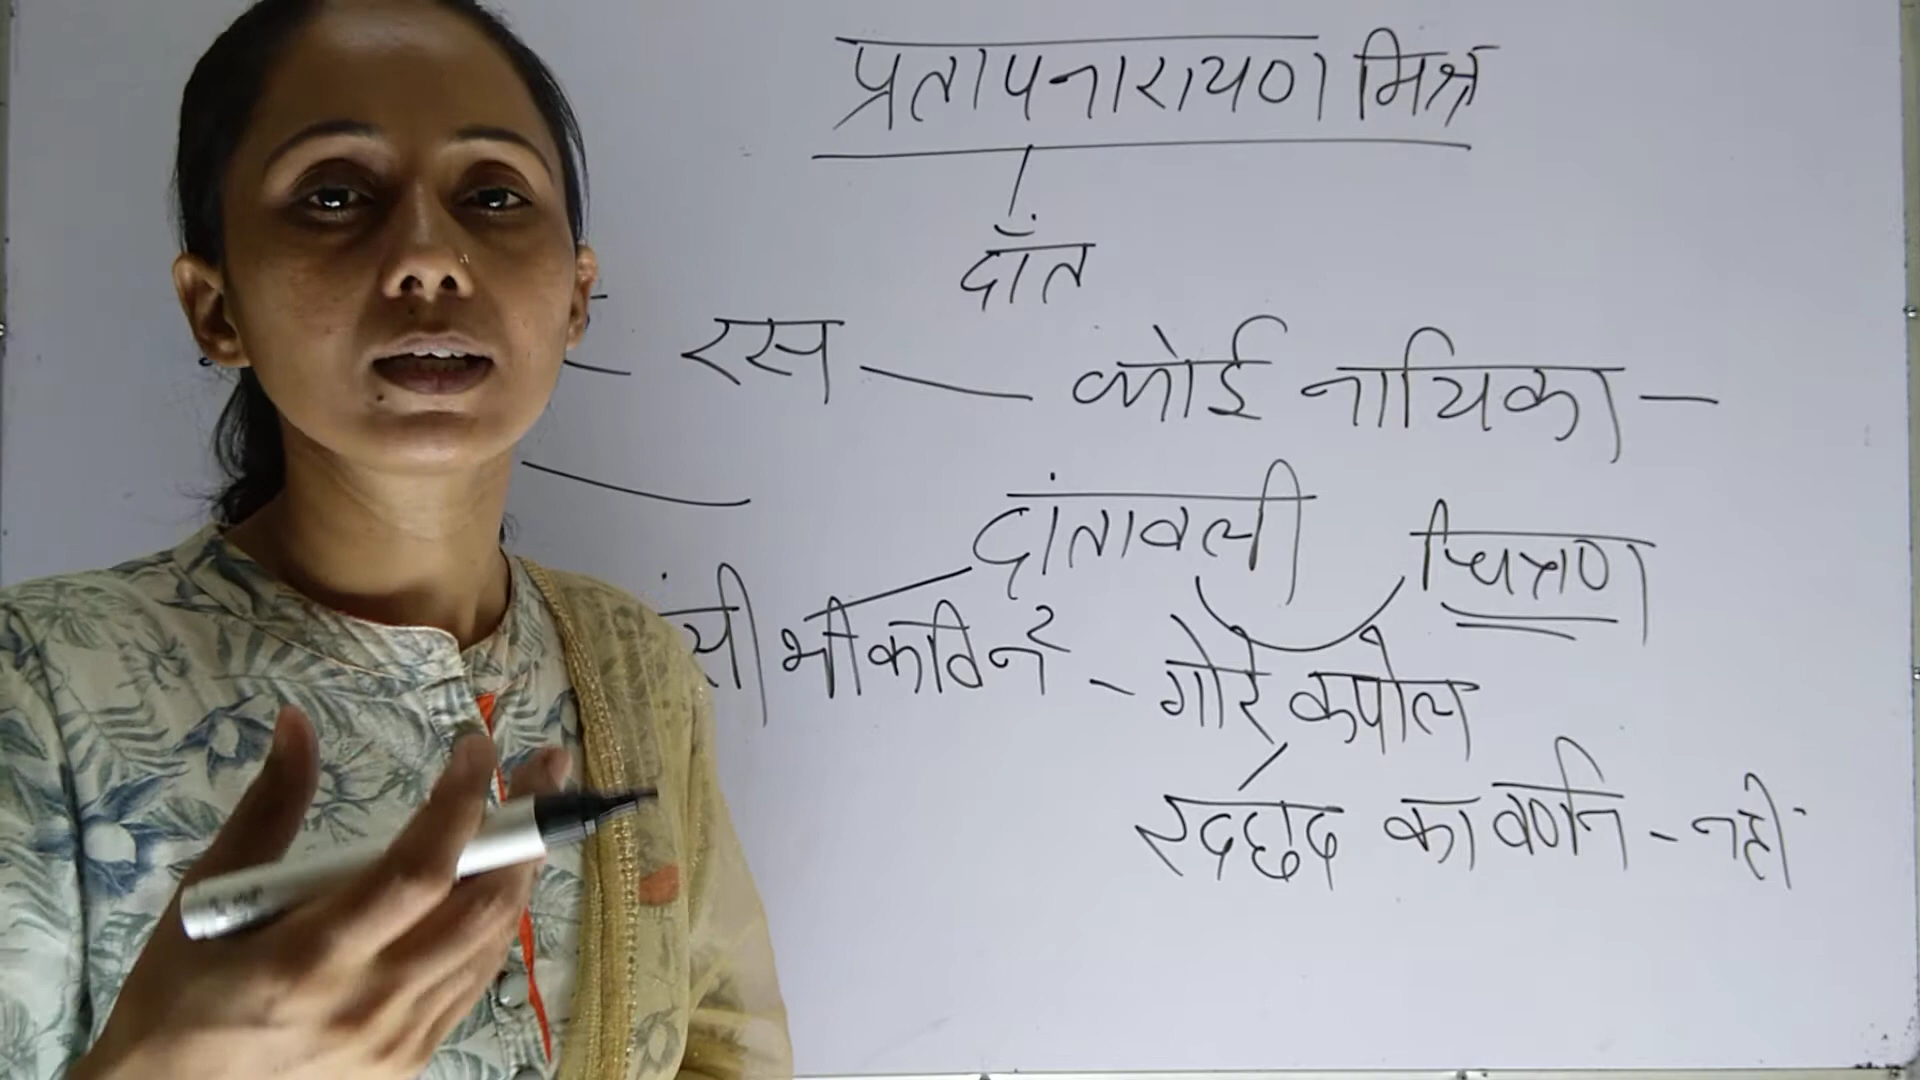 प्रतापनारायण मिश्र
दाँत
रस — कोई नायिका —
दांतावली चित्रण
सी भी कवि ने - गोरे कपोल
रदछद का वर्णन - नहीं